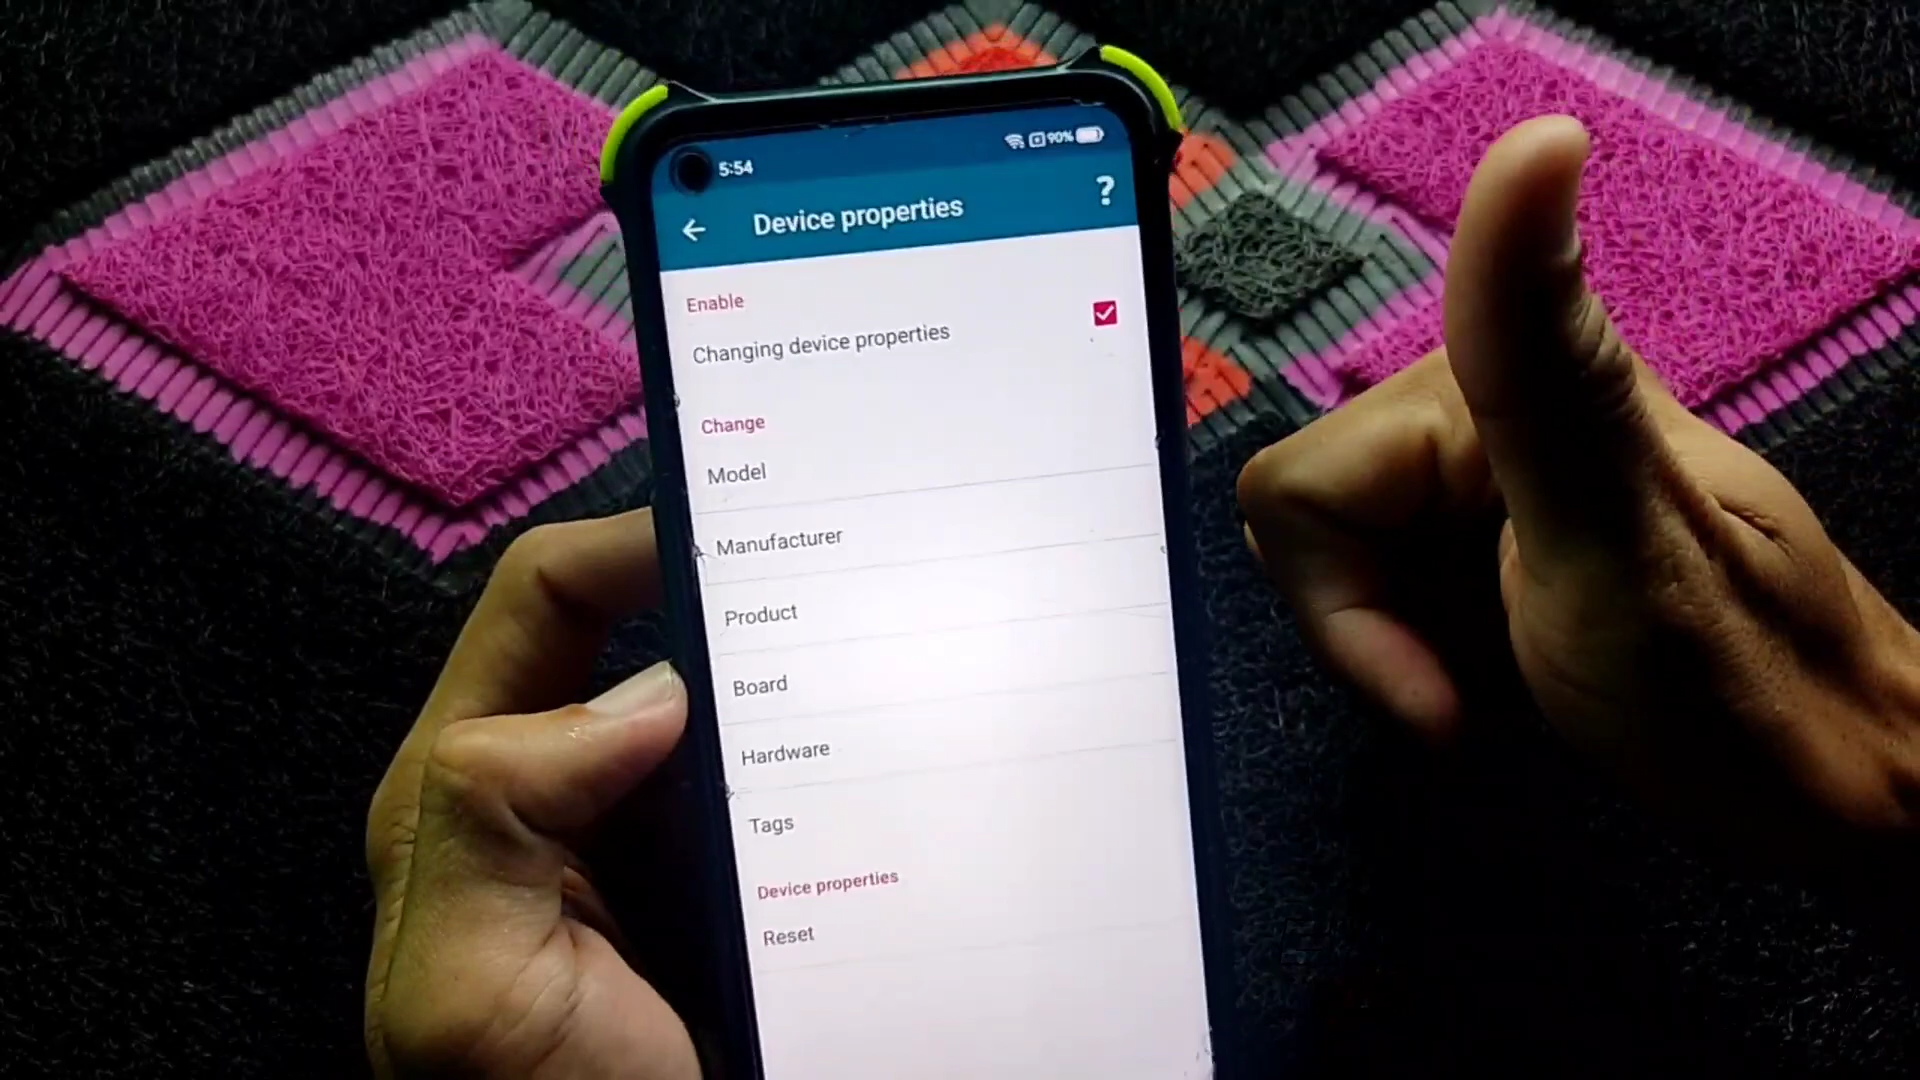 5:54
90%
Device properties
?
Enable
Changing device properties
Change
Model
Manufacturer
Product
Board
Hardware
Tags
Device properties
Reset